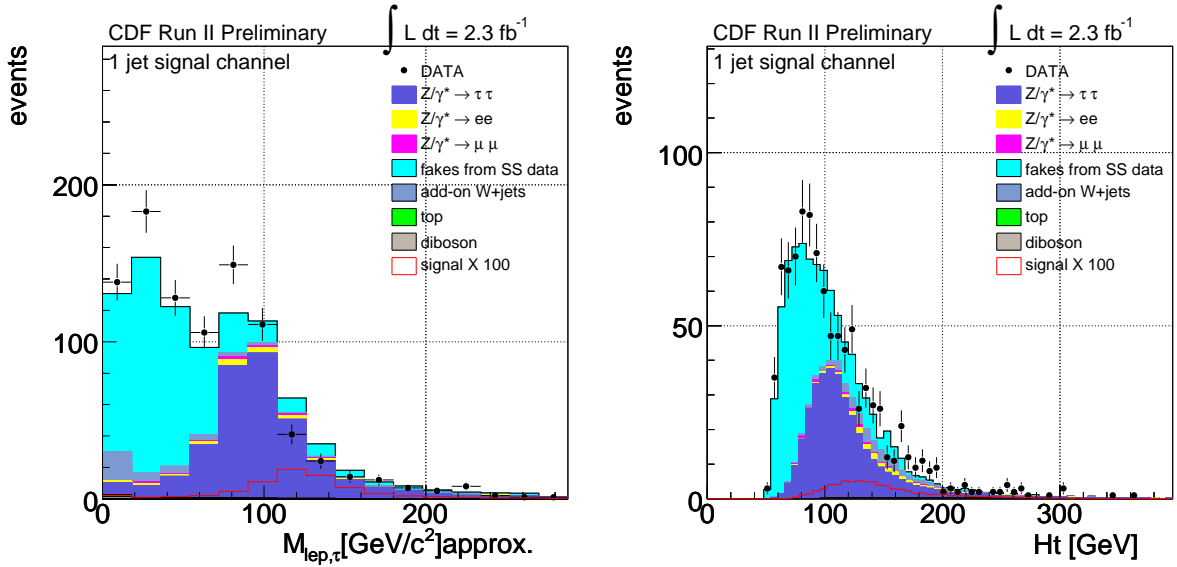 CDF Run II Preliminary
∫ L dt = 2.3 fb⁻¹
1 jet signal channel
DATA
Z/γ* → τ τ
Z/γ* → ee
Z/γ* → μ μ
fakes from SS data
add-on W+jets
top
diboson
signal X 100
events
200
100
0
0
100
200
M_lep,τ[GeV/c²]approx.
CDF Run II Preliminary
∫ L dt = 2.3 fb⁻¹
1 jet signal channel
DATA
Z/γ* → τ τ
Z/γ* → ee
Z/γ* → μ μ
fakes from SS data
add-on W+jets
top
diboson
signal X 100
events
100
50
0
0
100
200
300
Ht [GeV]